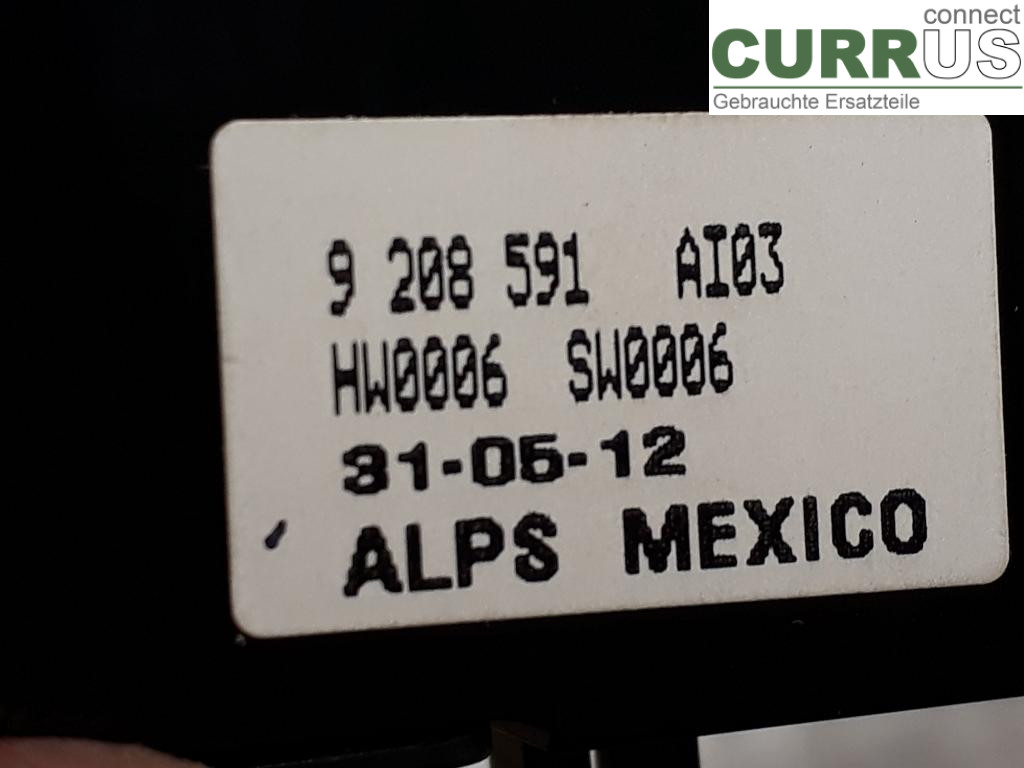 connect
CURRUS
Gebrauchte Ersatzteile
9 208 591 AI03
HW0006 SW0006
31-05-12
ALPS MEXICO